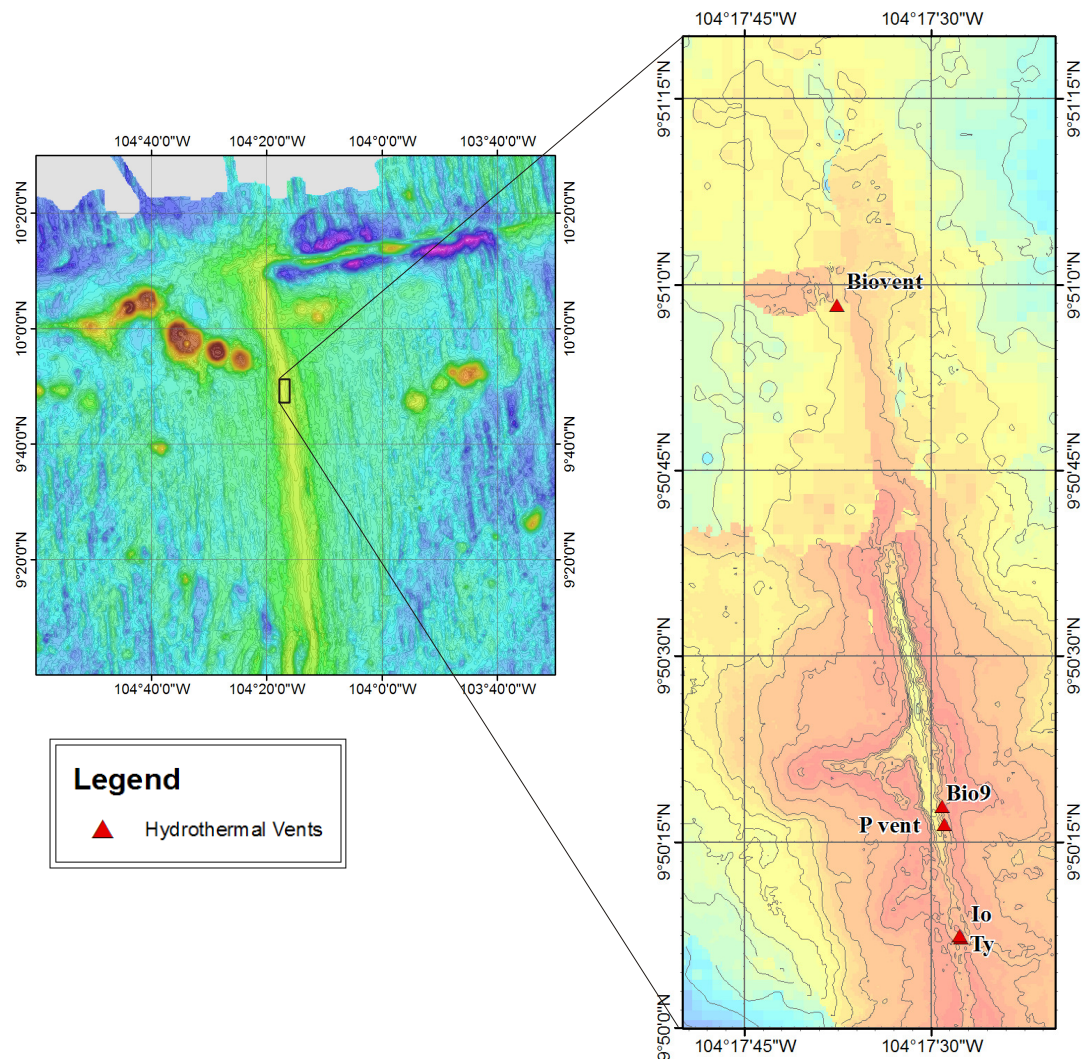 104°40'0"W 104°20'0"W 104°0'0"W 103°40'0"W
10°20'0"N 10°20'0"N
10°0'0"N 10°0'0"N
9°40'0"N 9°40'0"N
9°20'0"N 9°20'0"N
104°40'0"W 104°20'0"W 104°0'0"W 103°40'0"W
Legend
Hydrothermal Vents
104°17'45"W 104°17'30"W
9°51'15"N 9°51'15"N
9°51'0"N 9°51'0"N
Biovent
9°50'45"N 9°50'45"N
9°50'30"N 9°50'30"N
Bio9
P vent
9°50'15"N 9°50'15"N
Io
Ty
9°50'0"N 9°50'0"N
104°17'45"W 104°17'30"W